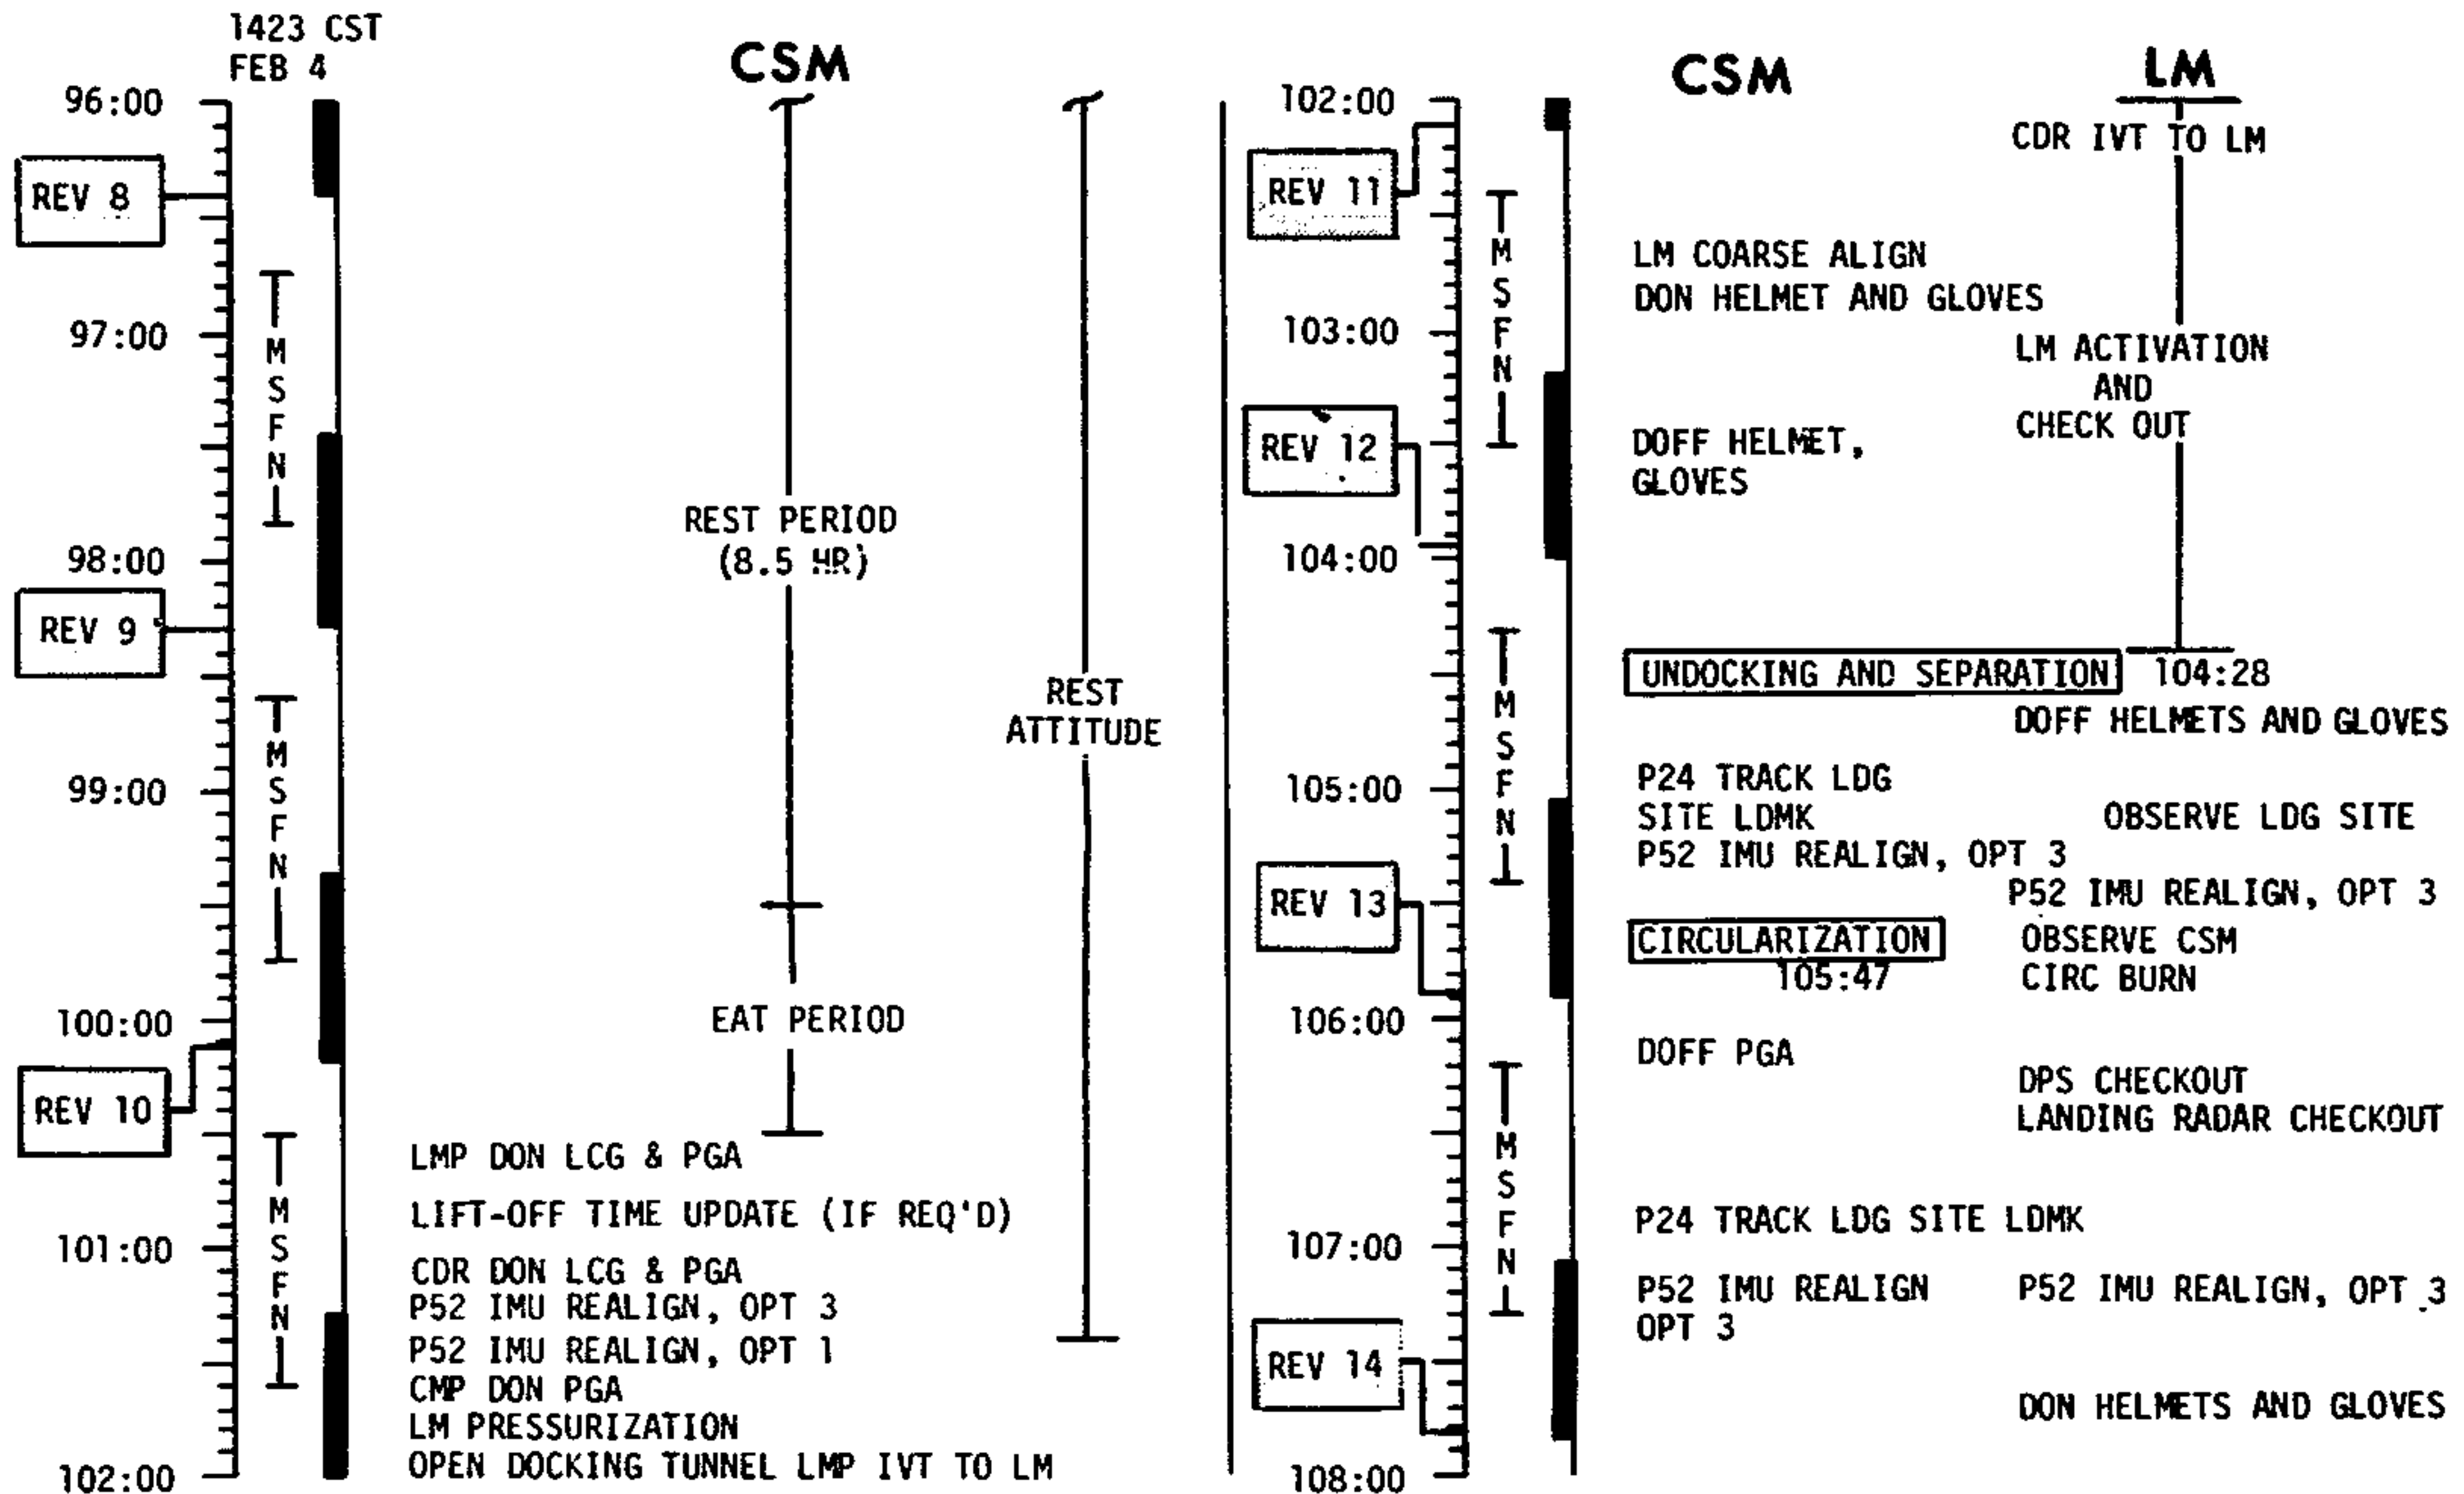 1423 CST
FEB 4
CSM
96:00
REV 8
M
S
F
N
97:00
98:00
REST PERIOD
(8.5 HR)
REV 9
REST
ATTITUDE
M
S
F
N
99:00
100:00
EAT PERIOD
REV 10
M
S
F
N
101:00
LMP DON LCG & PGA
LIFT-OFF TIME UPDATE (IF REQ'D)
CDR DON LCG & PGA
P52 IMU REALIGN, OPT 3
P52 IMU REALIGN, OPT 1
CMP DON PGA
LM PRESSURIZATION
OPEN DOCKING TUNNEL LMP IVT TO LM
102:00
CSM
LM
102:00
CDR IVT TO LM
REV 11
M
S
F
N
LM COARSE ALIGN
DON HELMET AND GLOVES
103:00
LM ACTIVATION
AND
CHECK OUT
REV 12
DOFF HELMET,
GLOVES
104:00
UNDOCKING AND SEPARATION 104:28
DOFF HELMETS AND GLOVES
M
S
F
N
105:00
P24 TRACK LDG
SITE LDMK
OBSERVE LDG SITE
P52 IMU REALIGN, OPT 3
P52 IMU REALIGN, OPT 3
REV 13
CIRCULARIZATION
105:47
OBSERVE CSM
CIRC BURN
106:00
DOFF PGA
DPS CHECKOUT
LANDING RADAR CHECKOUT
M
S
F
N
P24 TRACK LDG SITE LDMK
107:00
P52 IMU REALIGN
OPT 3
P52 IMU REALIGN, OPT 3
REV 14
DON HELMETS AND GLOVES
108:00